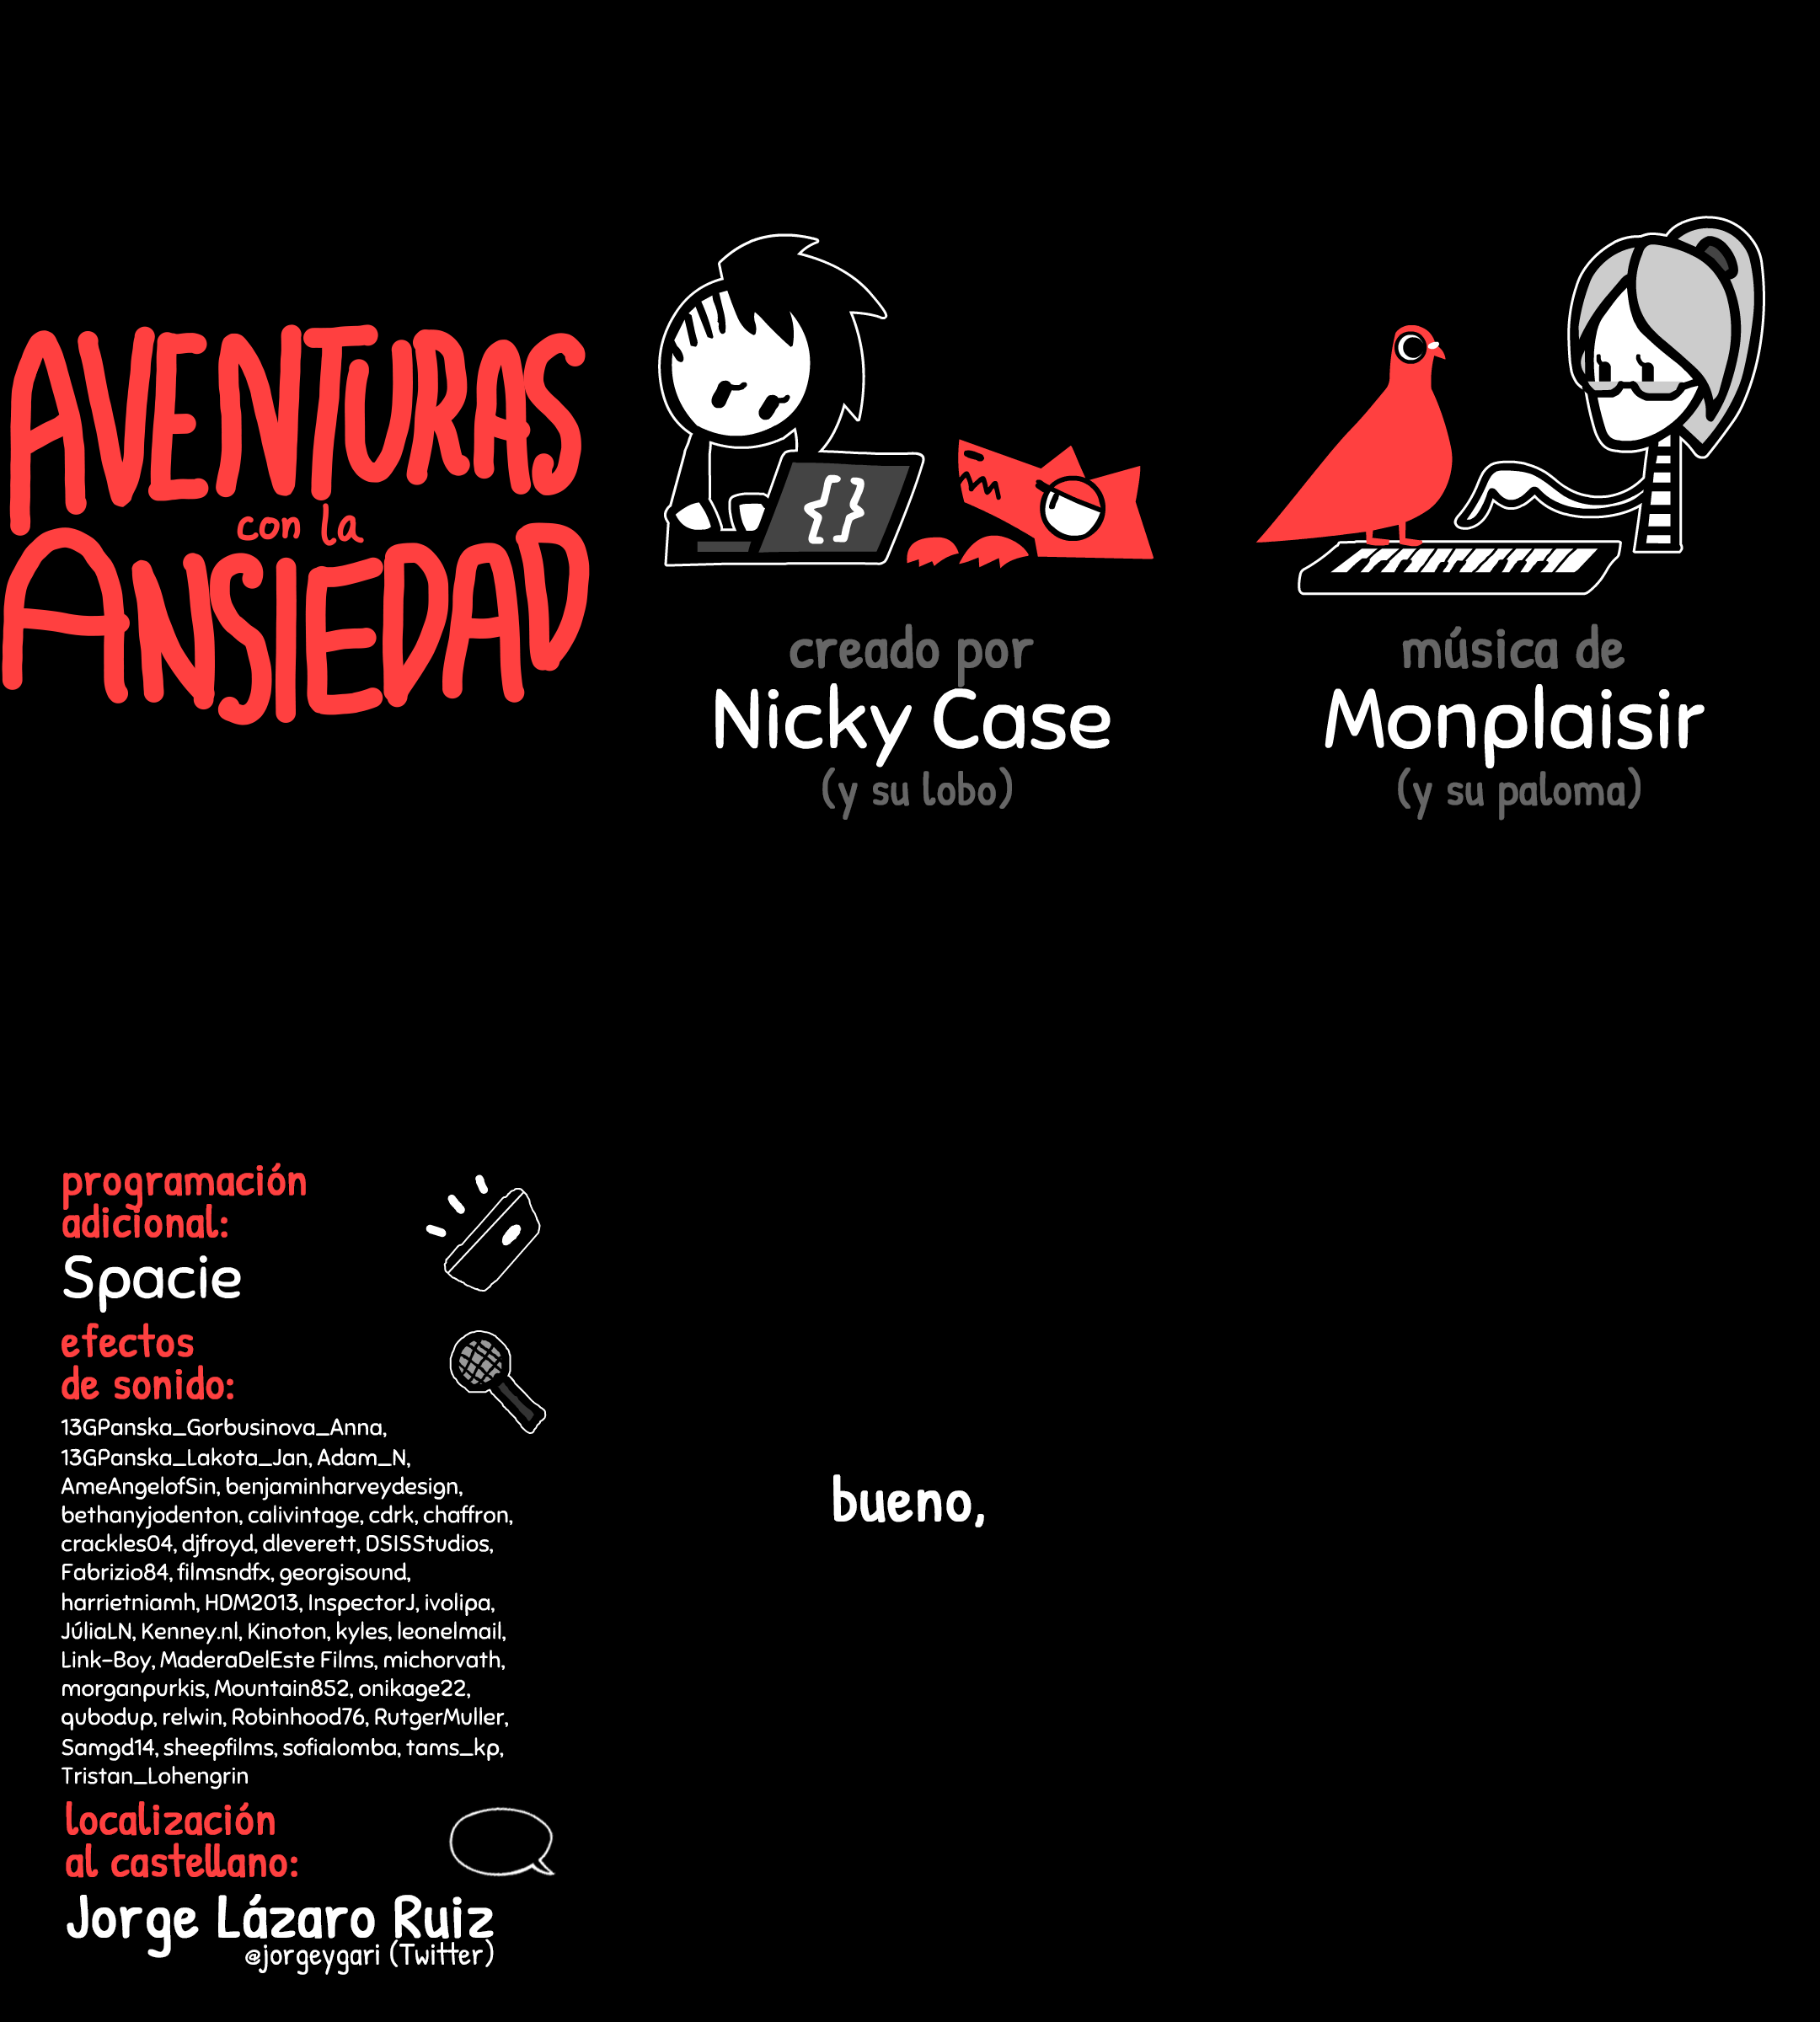 AVENTURAS
con la
ANSIEDAD
{}
creado por
Nicky Case
(y su lobo)
música de
Monplaisir
(y su paloma)
programación
adicional:
Spacie
efectos
de sonido:
13GPanska_Gorbusinova_Anna,
13GPanska_Lakota_Jan, Adam_N,
AmeAngelofSin, benjaminharveydesign,
bethanyjodenton, calivintage, cdrk, chaffron,
crackles04, djfroyd, dleverett, DSISStudios,
Fabrizio84, filmsndfx, georgisound,
harrietniamh, HDM2013, InspectorJ, ivolipa,
JúliaLN, Kenney.nl, Kinoton, kyles, leonelmail,
Link-Boy, MaderaDelEste Films, michorvath,
morganpurkis, Mountain852, onikage22,
qubodup, relwin, Robinhood76, RutgerMuller,
Samgd14, sheepfilms, sofialomba, tams_kp,
Tristan_Lohengrin
localización
al castellano:
Jorge Lázaro Ruiz
@jorgeygari (Twitter)
bueno,